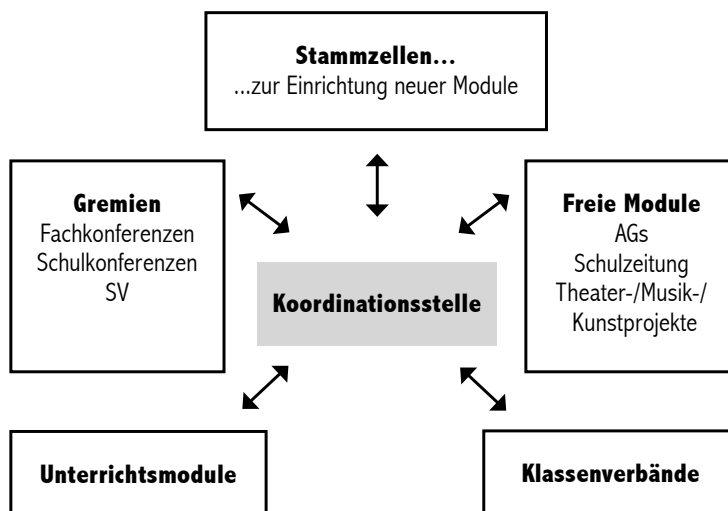 Stammzellen...
...zur Einrichtung neuer Module
Gremien
Fachkonferenzen
Schulkonferenzen
SV
Freie Module
AGs
Schulzeitung
Theater-/Musik-/
Kunstprojekte
Koordinationsstelle
Unterrichtsmodule
Klassenverbände